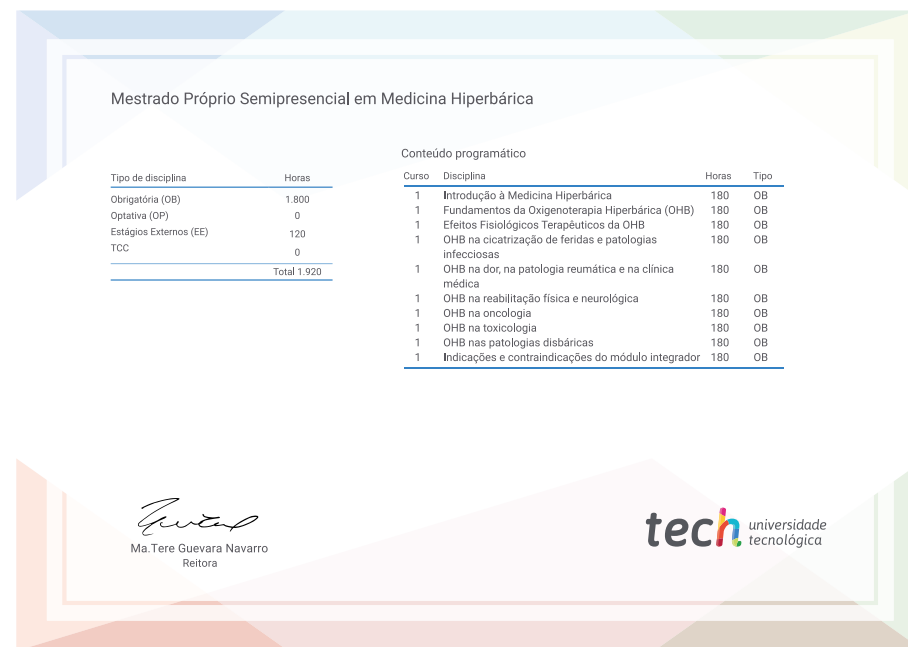 Mestrado Próprio Semipresencial em Medicina Hiperbárica
Tipo de disciplina Horas
Obrigatória (OB) 1.800
Optativa (OP) 0
Estágios Externos (EE) 120
TCC 0
Total 1.920
Conteúdo programático
Curso Disciplina Horas Tipo
1 Introdução à Medicina Hiperbárica 180 OB
1 Fundamentos da Oxigenoterapia Hiperbárica (OHB) 180 OB
1 Efeitos Fisiológicos Terapêuticos da OHB 180 OB
1 OHB na cicatrização de feridas e patologias 180 OB
infecciosas
1 OHB na dor, na patologia reumática e na clínica 180 OB
médica
1 OHB na reabilitação física e neurológica 180 OB
1 OHB na oncologia 180 OB
1 OHB na toxicologia 180 OB
1 OHB nas patologias disbáricas 180 OB
1 Indicações e contraindicações do módulo integrador 180 OB
Ma.Tere Guevara Navarro
Reitora
tech universidade
tecnológica